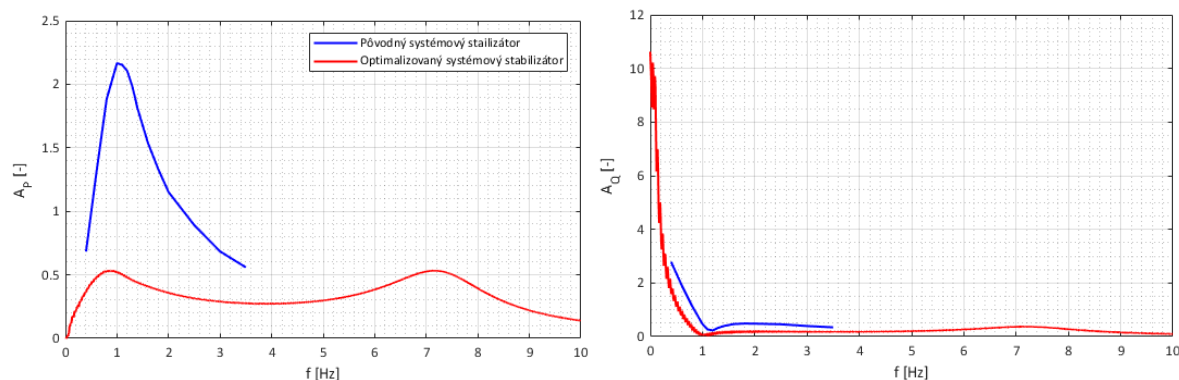 2.5
2
1.5
1
0.5
0
A_P [-]
0 1 2 3 4 5 6 7 8 9 10
f [Hz]
Pôvodný systémový stailizátor
Optimalizovaný systémový stabilizátor
12
10
8
6
4
2
0
A_Q [-]
0 1 2 3 4 5 6 7 8 9 10
f [Hz]